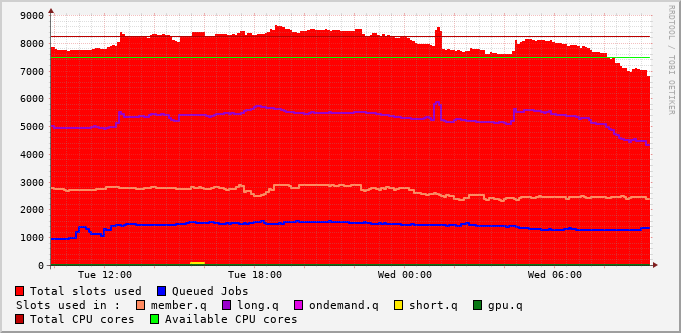 9000
8000
7000
6000
5000
4000
3000
2000
1000
0
Tue 12:00 Tue 18:00 Wed 00:00 Wed 06:00
RRDTOOL / TOBI OETIKER
Total slots used Queued Jobs
Slots used in : member.q long.q ondemand.q short.q gpu.q
Total CPU cores Available CPU cores